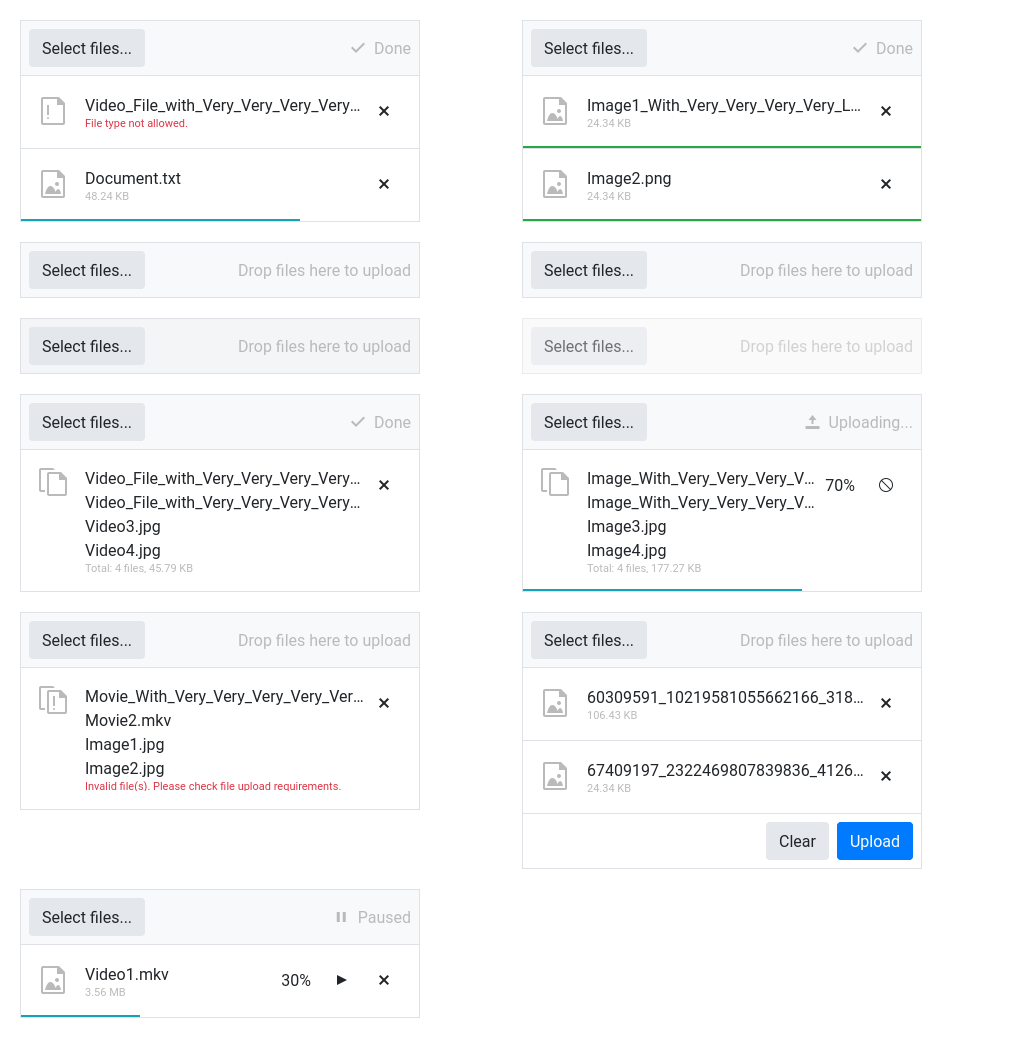 Select files...
Done
Video_File_with_Very_Very_Very_Very...
File type not allowed.
Document.txt
48.24 KB
Select files...
Done
Image1_With_Very_Very_Very_Very_L...
24.34 KB
Image2.png
24.34 KB
Select files...
Drop files here to upload
Select files...
Drop files here to upload
Select files...
Drop files here to upload
Select files...
Drop files here to upload
Select files...
Done
Video_File_with_Very_Very_Very_Very...
Video_File_with_Very_Very_Very_Very...
Video3.jpg
Video4.jpg
Total: 4 files, 45.79 KB
Select files...
Uploading...
Image_With_Very_Very_Very_V...
70%
Image_With_Very_Very_Very_V...
Image3.jpg
Image4.jpg
Total: 4 files, 177.27 KB
Select files...
Drop files here to upload
Movie_With_Very_Very_Very_Very_Ver...
Movie2.mkv
Image1.jpg
Image2.jpg
Invalid file(s). Please check file upload requirements.
Select files...
Drop files here to upload
60309591_10219581055662166_318...
106.43 KB
67409197_2322469807839836_4126...
24.34 KB
Clear
Upload
Select files...
Paused
Video1.mkv
30%
3.56 MB